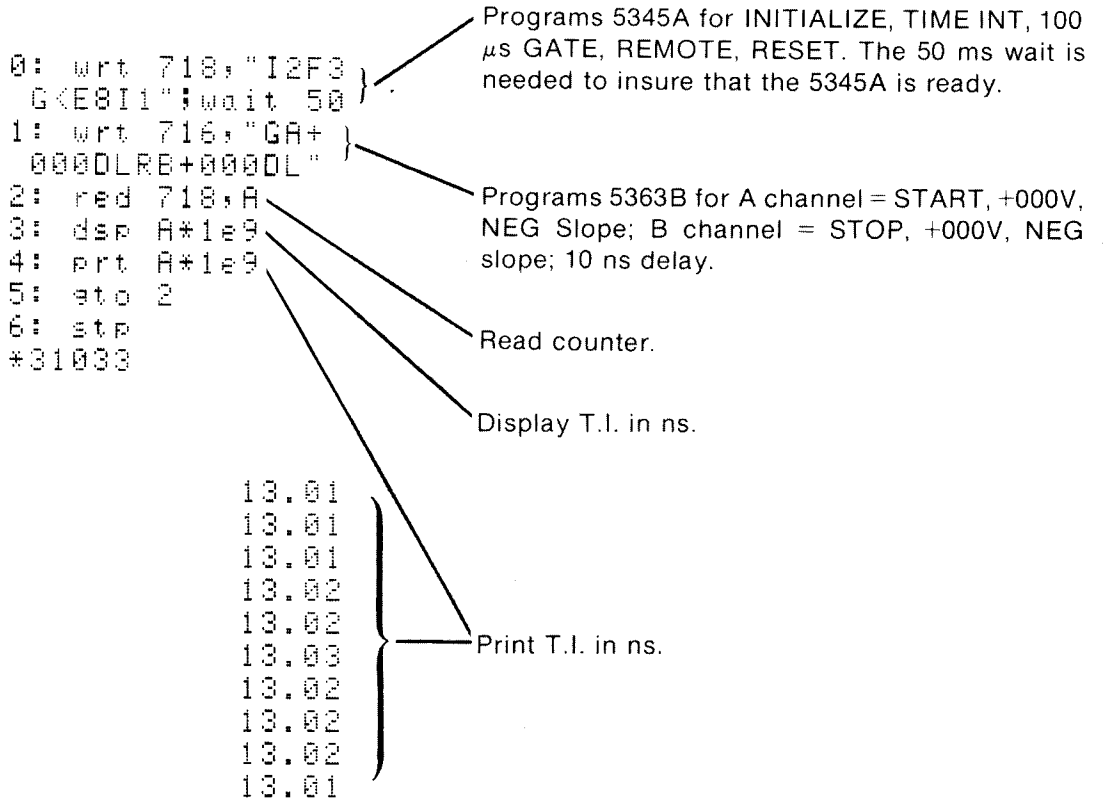 0: wrt 718,"I2F3
G<E8I1";wait 50
1: wrt 716,"GA+
000DLRB+000DL"
2: red 718,A
3: dsp A*1e9
4: prt A*1e9
5: gto 2
6: stp
*31033
Programs 5345A for INITIALIZE, TIME INT, 100
μs GATE, REMOTE, RESET. The 50 ms wait is
needed to insure that the 5345A is ready.
Programs 5363B for A channel = START, +000V,
NEG Slope; B channel = STOP, +000V, NEG
slope; 10 ns delay.
Read counter.
Display T.I. in ns.
13.01
13.01
13.01
13.02
13.02
13.03
13.02
13.02
13.02
13.01
Print T.I. in ns.